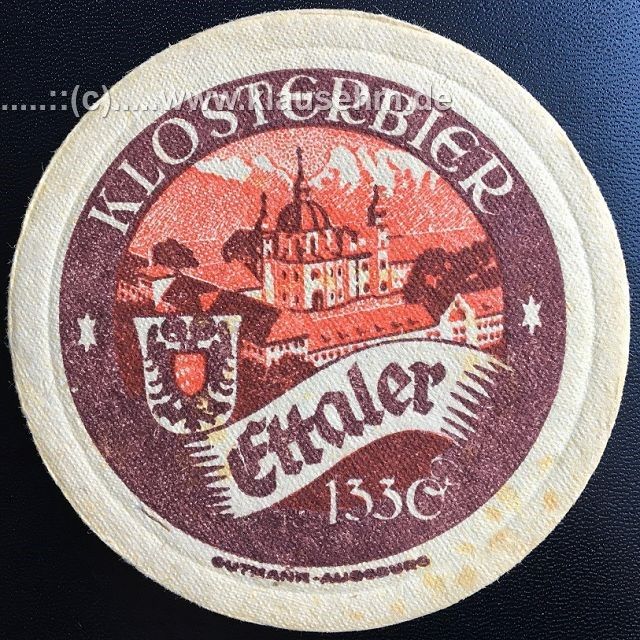 .....::(c).....www.klausehm.de
KLOSTERBIER
Ettaler
1330
GUTMANN-AUGSBURG